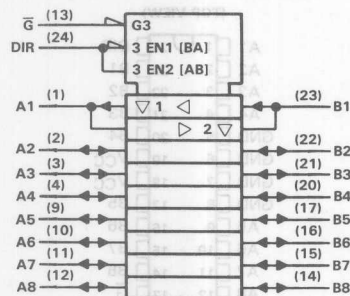 G̅ (13) G3
DIR (24) 3 EN1 [BA]
3 EN2 [AB]
A1 (1) ▽ 1 ◁ (23) B1
▷ 2 ▽
A2 (2) (22) B2
A3 (3) (21) B3
A4 (4) (20) B4
A5 (9) (17) B5
A6 (10) (16) B6
A7 (11) (15) B7
A8 (12) (14) B8